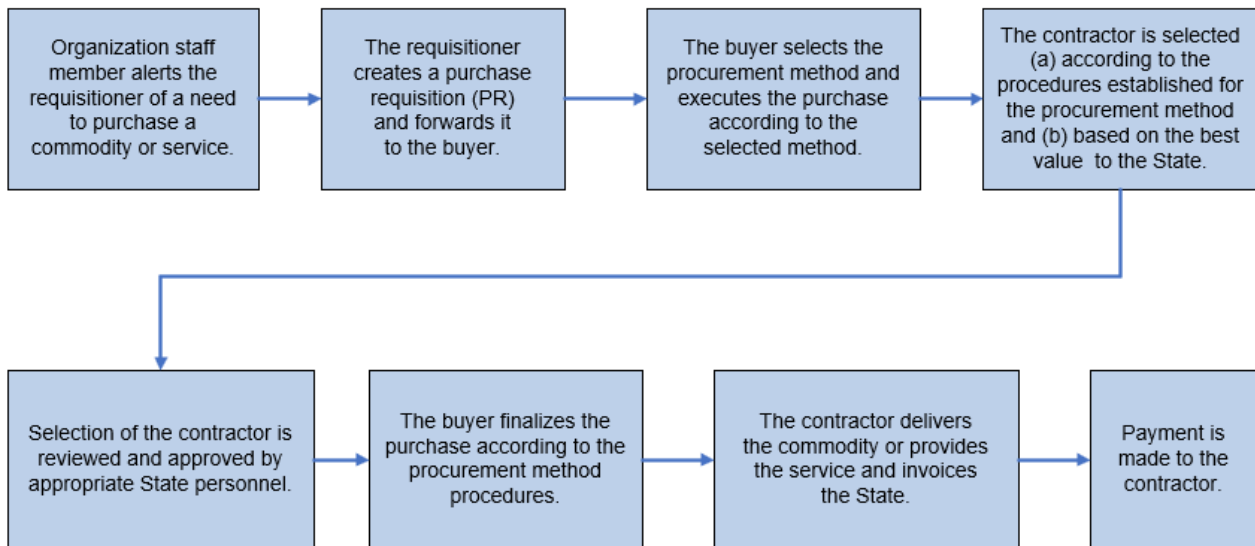 Organization staff
member alerts the
requisitioner of a need
to purchase a
commodity or service.
The requisitioner
creates a purchase
requisition (PR)
and forwards it
to the buyer.
The buyer selects the
procurement method and
executes the purchase
according to the
selected method.
The contractor is selected
(a) according to the
procedures established for
the procurement method
and (b) based on the best
value to the State.
Selection of the contractor is
reviewed and approved by
appropriate State personnel.
The buyer finalizes the
purchase according to the
procurement method
procedures.
The contractor delivers
the commodity or provides
the service and invoices
the State.
Payment is
made to the
contractor.